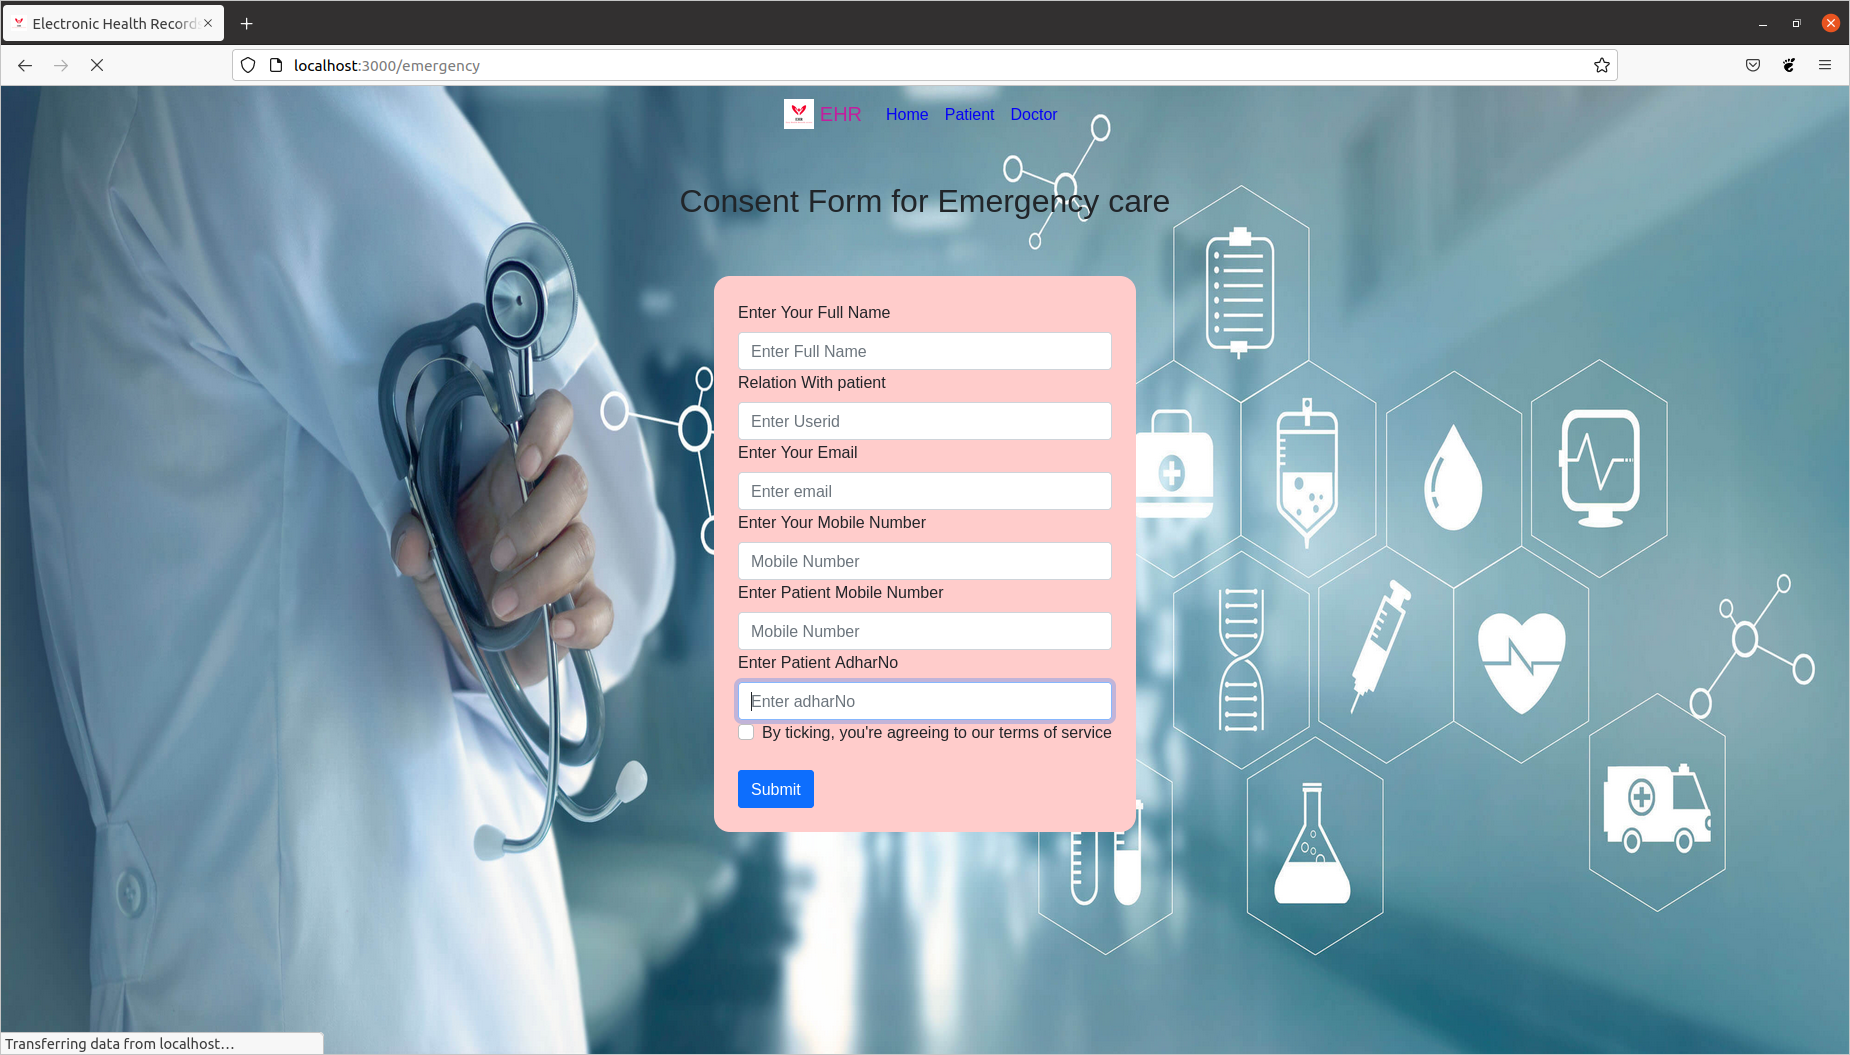 Electronic Health Records
localhost:3000/emergency
EHR Home Patient Doctor
Consent Form for Emergency care
Enter Your Full Name
Enter Full Name
Relation With patient
Enter Userid
Enter Your Email
Enter email
Enter Your Mobile Number
Mobile Number
Enter Patient Mobile Number
Mobile Number
Enter Patient AdharNo
Enter adharNo
By ticking, you're agreeing to our terms of service
Submit
Transferring data from localhost…